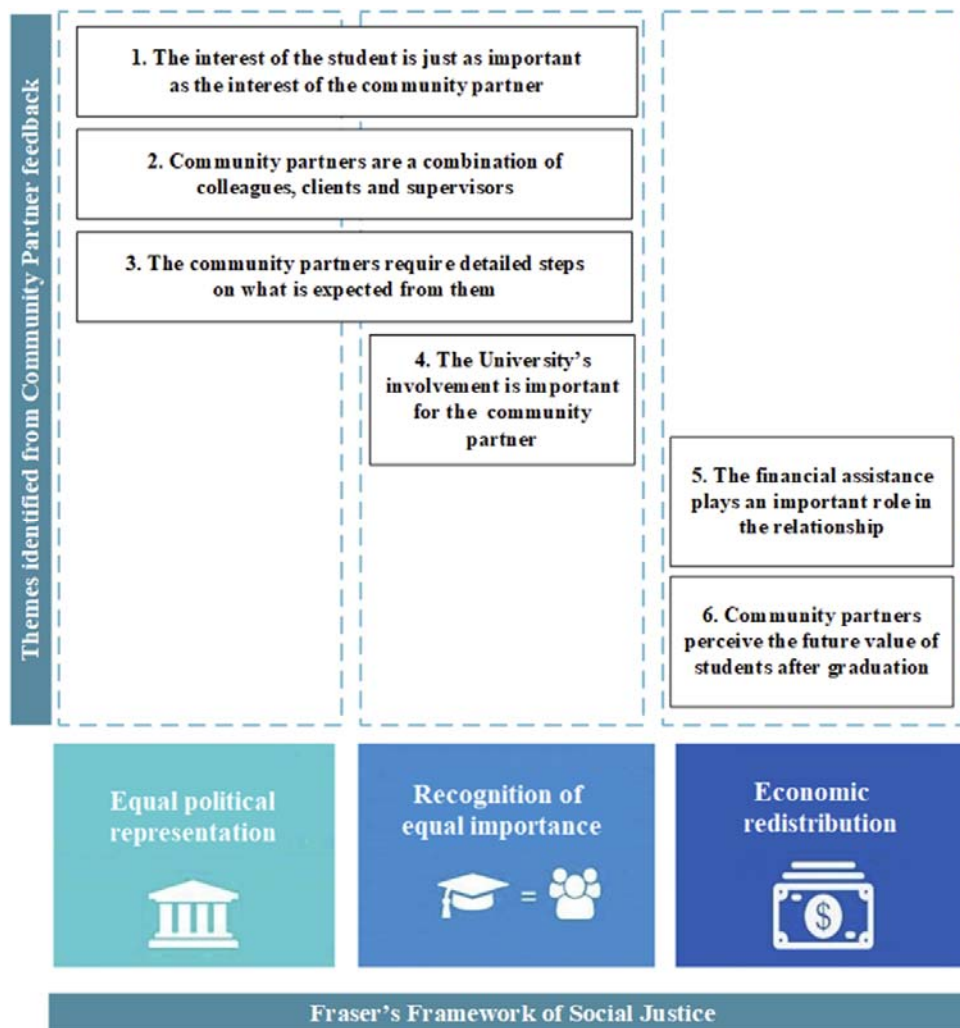 Themes identified from Community Partner feedback
1. The interest of the student is just as important
as the interest of the community partner
2. Community partners are a combination of
colleagues, clients and supervisors
3. The community partners require detailed steps
on what is expected from them
4. The University’s
involvement is important
for the community
partner
5. The financial assistance
plays an important role in
the relationship
6. Community partners
perceive the future value of
students after graduation
Equal political
representation
Recognition of
equal importance
=
Economic
redistribution
$
Fraser’s Framework of Social Justice